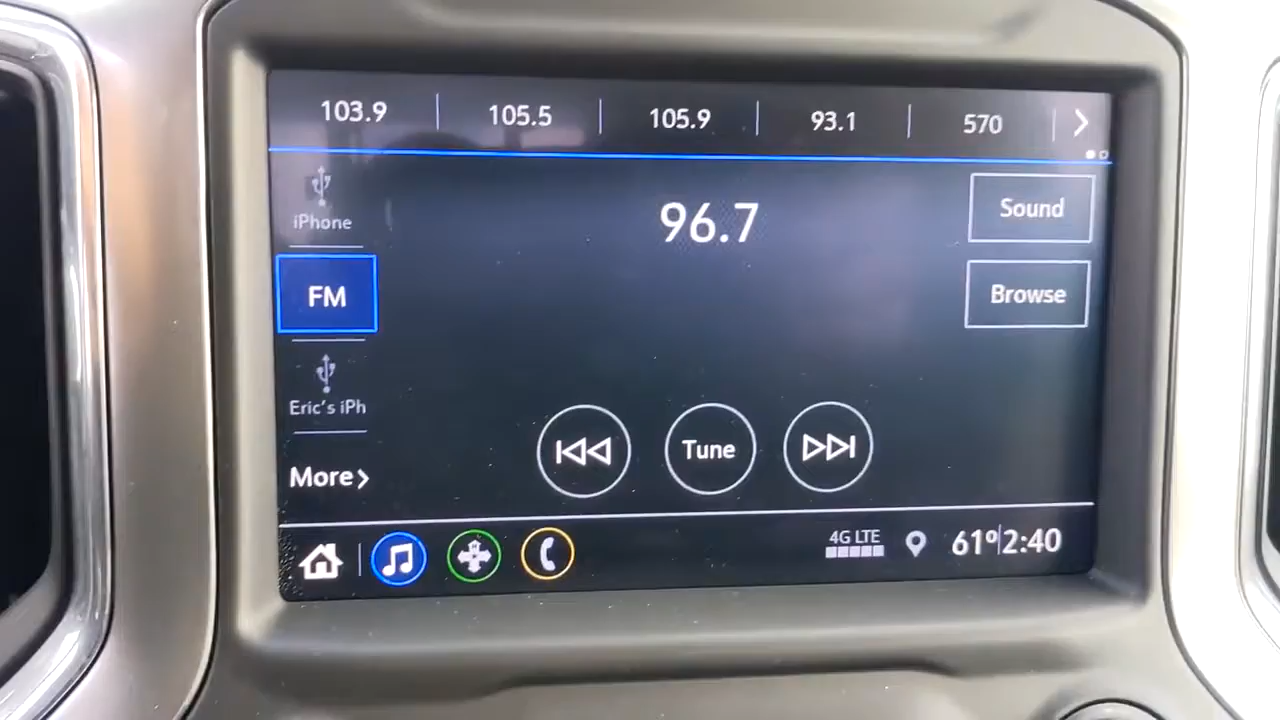 103.9 105.5 105.9 93.1 570
iPhone
96.7
Sound
FM
Browse
Eric's iPh
More
Tune
4G LTE
61° 2:40